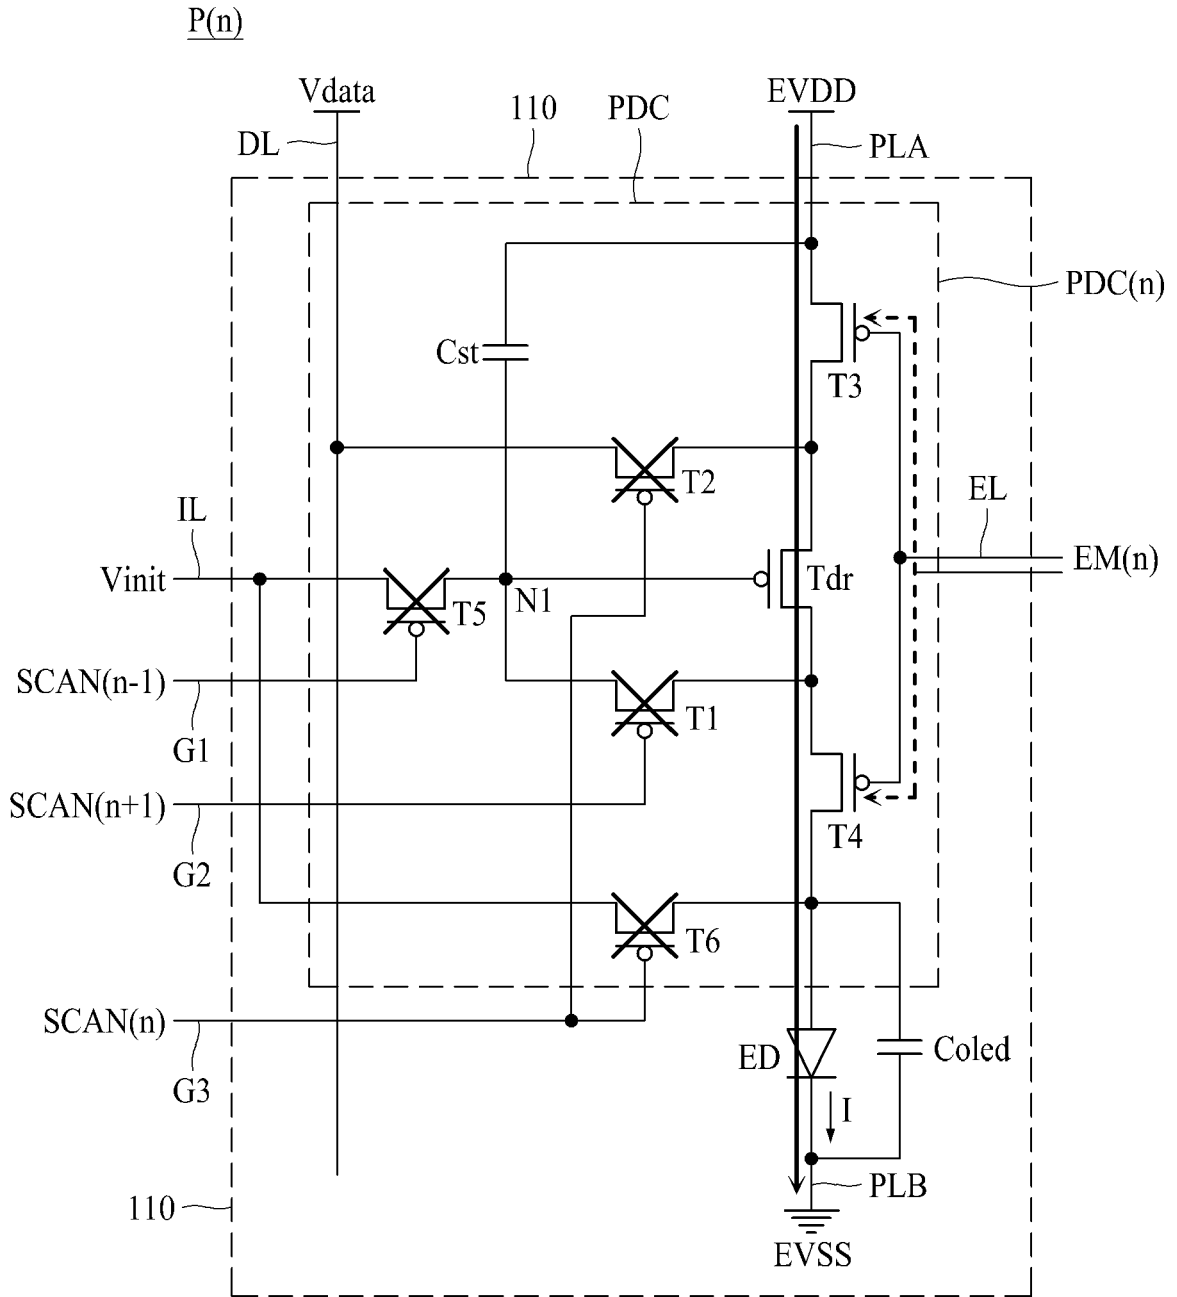 P(n)
Vdata
110
PDC
EVDD
DL
PLA
PDC(n)
Cst
T3
T2
IL
EL
Vinit
T5
N1
Tdr
EM(n)
SCAN(n-1)
T1
G1
SCAN(n+1)
T4
G2
T6
SCAN(n)
ED
Coled
G3
I
110
PLB
EVSS